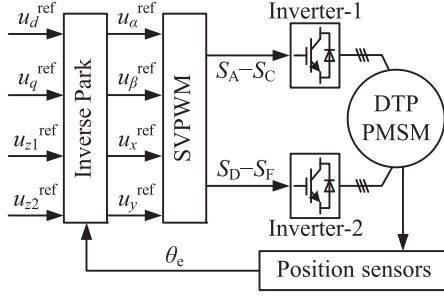 Inverter-1
u_d^ref
u_α^ref
u_q^ref
u_β^ref
u_z1^ref
u_x^ref
u_z2^ref
u_y^ref
Inverse Park
SVPWM
S_A–S_C
S_D–S_F
DTP
PMSM
Inverter-2
θ_e
Position sensors